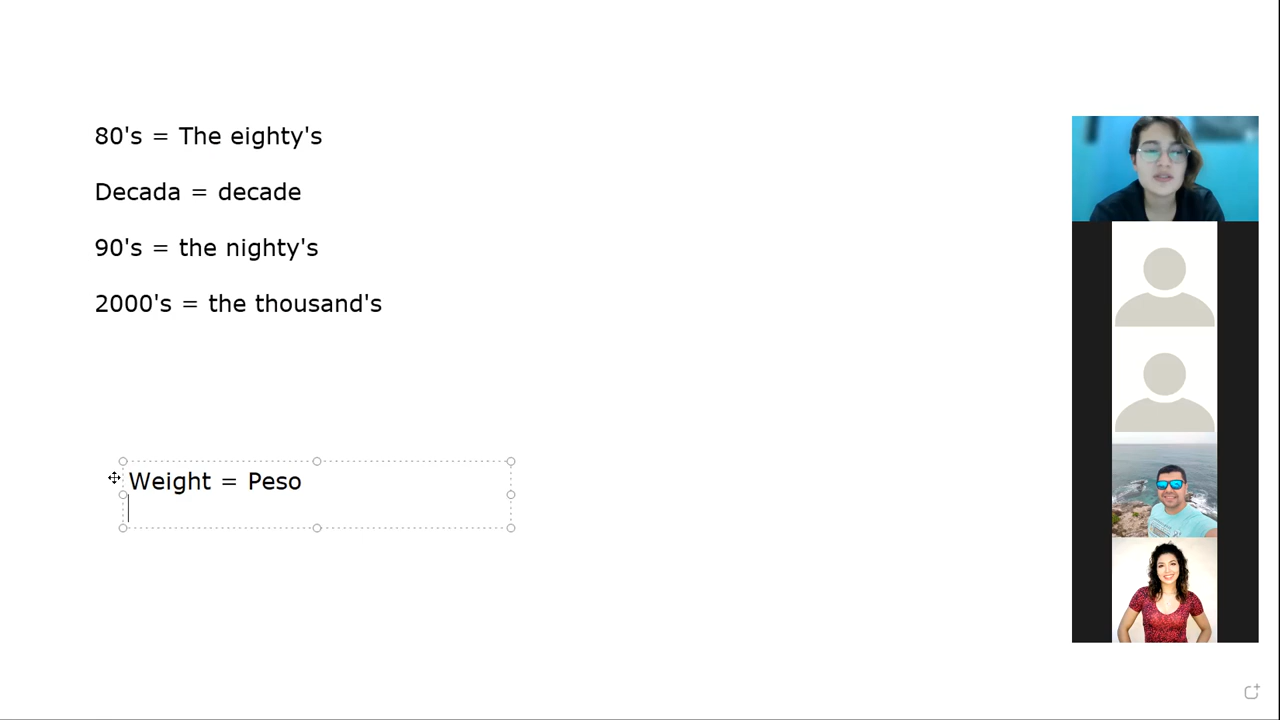 80's = The eighty's
Decada = decade
90's = the nighty's
2000's = the thousand's
Weight = Peso